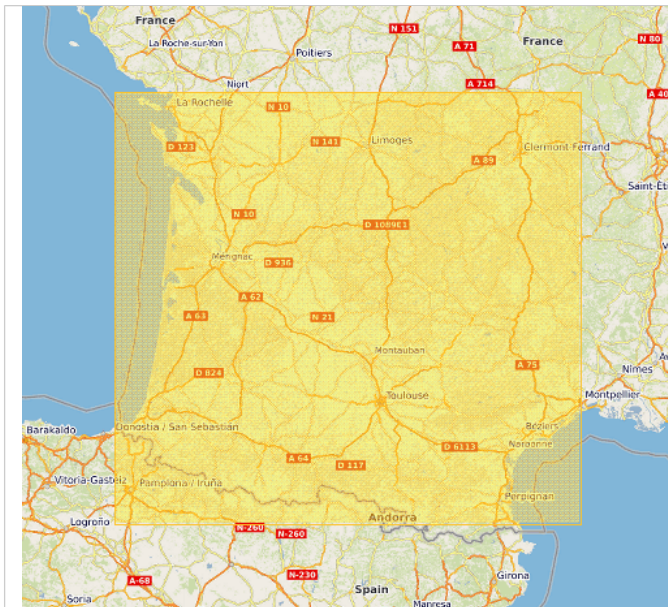 France
N 151
La Roche-sur-Yon
A 71
France
N 80
Poitiers
Niort
A 714
A 40
La Rochelle
N 10
D 123
N 141
Limoges
Clermont Ferrand
A 89
Saint-Ét
N 10
D 1089E1
Mérignac
D 936
A 62
A 63
N 21
Montauban
A 75
Nîmes
D 824
Toulouse
Montpellier
Barakaldo
Donostia / San Sebastián
Béziers
D 6113
Narbonne
A 64
D 117
Vitoria-Gasteiz
Pamplona / Iruña
Perpignan
Logroño
Andorra
N-260
N-260
A-68
N-230
Girona
Spain
Soria
Manresa